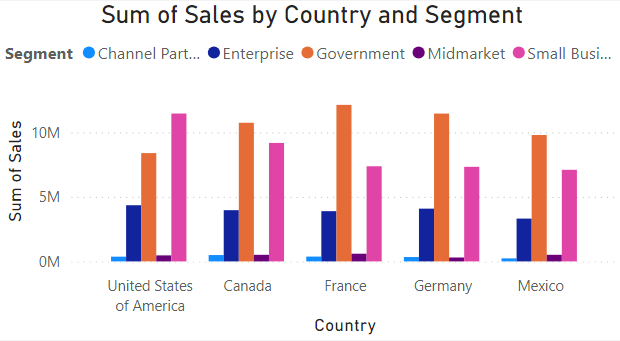 Sum of Sales by Country and Segment
Segment Channel Part... Enterprise Government Midmarket Small Busi...
Sum of Sales
10M
5M
0M
United States
of America
Canada
France
Germany
Mexico
Country